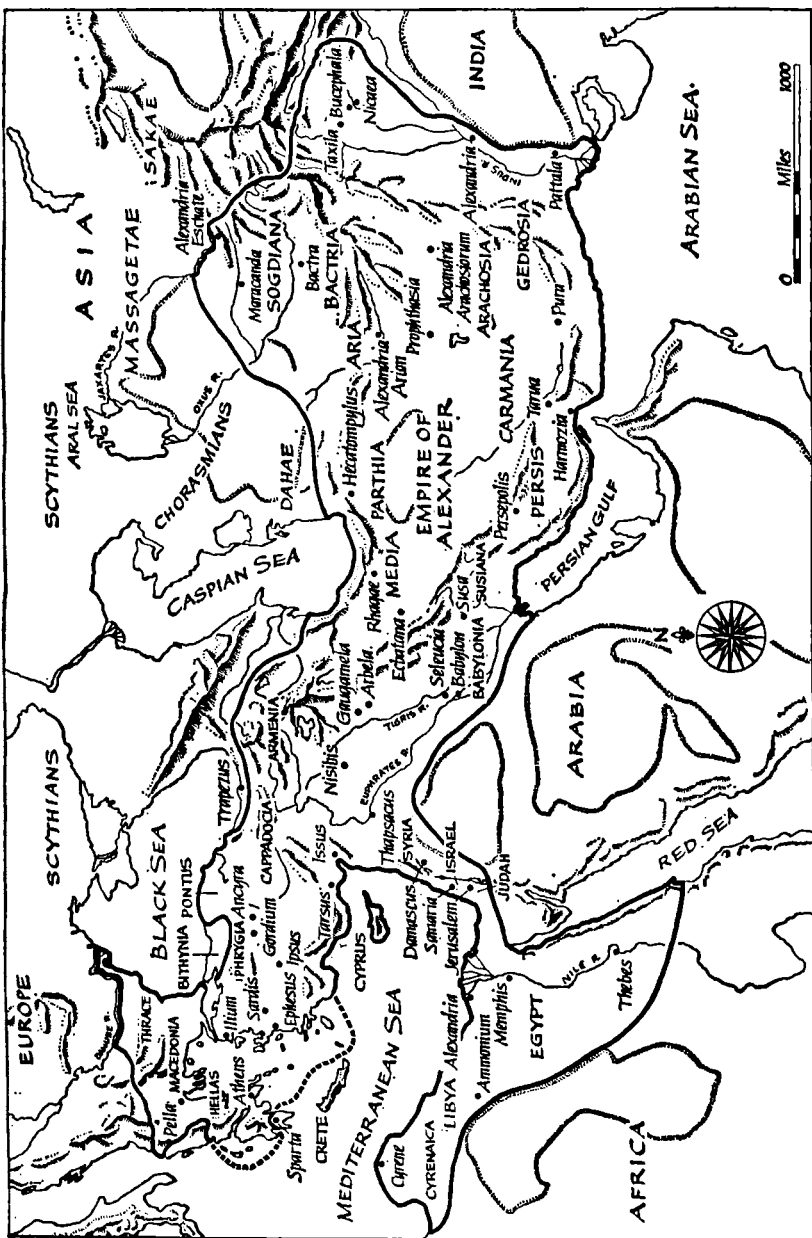 EUROPE
SCYTHIANS
SCYTHIANS
ARAL SEA
ASIA
MASSAGETAE
SAKAE
JAXARTES R.
OXUS R.
CHORASMIANS
DAHAE
CASPIAN SEA
BLACK SEA
DANUBE R.
THRACE
MACEDONIA
Pella
HELLAS
Athens
Sparta
CRETE
BITHYNIA
PONTUS
Trapezus
ARMENIA
PHRYGIA
Ancyra
Gordium
CAPPADOCIA
Ilium
Sardis
Ephesus
Ipsus
Tarsus
Issus
CYPRUS
MEDITERRANEAN SEA
Nisibis
Gaugamela
Arbela
Ecbatana
Rhagae
MEDIA
PARTHIA
Hecatompylus
EMPIRE OF
ALEXANDER
ARIA
Alexandria
Arion
Prophthasia
Alexandria Eschate
Maracanda
SOGDIANA
Bactra
BACTRIA
Taxila
Bucephala
Nicaea
INDIA
Alexandria
Arachosiorum
ARACHOSIA
Alexandria
INDUS R.
GEDROSIA
Pattala
Pura
CARMANIA
Tarua
Harmozia
Persepolis
PERSIS
Susa
SUSIANA
Seleucia
Babylon
BABYLONIA
TIGRIS R.
EUPHRATES R.
Thapsacus
SYRIA
Damascus
Samaria
ISRAEL
Jerusalem
JUDAH
Cyrene
CYRENAICA
LIBYA
Alexandria
Ammonium
Memphis
EGYPT
NILE R.
Thebes
AFRICA
RED SEA
ARABIA
PERSIAN GULF
N
ARABIAN SEA
0 Miles 1000